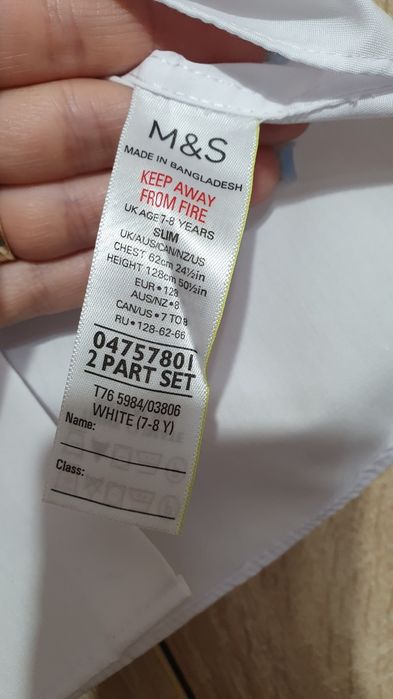 M&S
MADE IN BANGLADESH
KEEP AWAY
FROM FIRE
UK AGE 7-8 YEARS
SLIM
UK/AUS/CAN/NZ/US
CHEST 62cm 24½in
HEIGHT 128cm 50½in
EUR • 128
AUS/NZ • 8
CAN/US • 7 TO 8
RU • 128-62-66
04757801
2 PART SET
T76 5984/03806
WHITE (7-8 Y)
Name:
Class: